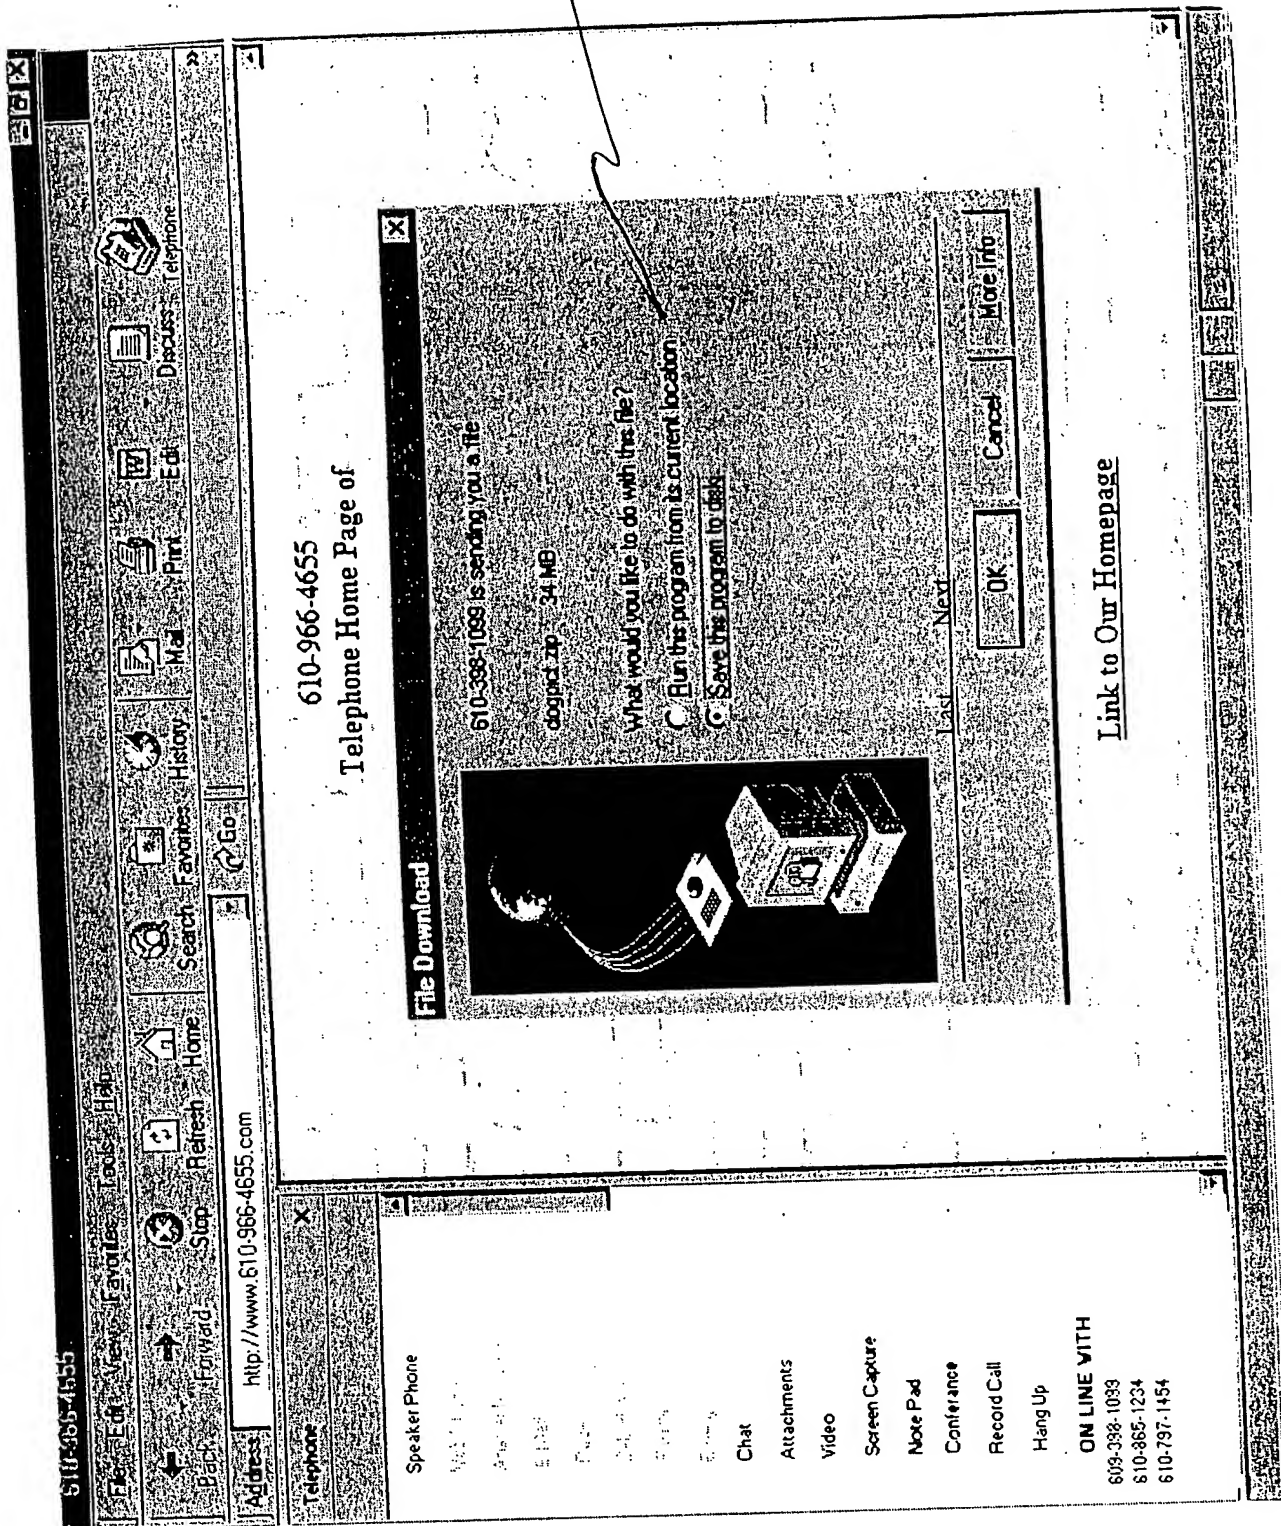 610-966-4655
File Edit View Favorites Tools Help
Back Forward Stop Refresh Home Search Favorites History Mail Print Edit Discuss Telephone
Address http://www.610-966-4655.com Go
Telephone
Speaker Phone
Chat
Attachments
Video
Screen Capture
Note Pad
Conferance
Record Call
Hang Up
ON LINE WITH
609-398-1099
610-865-1234
610-797-1454
610-966-4655
Telephone Home Page of
File Download
610-398-1099 is sending you a file
dogpict.zip 34 MB
What would you like to do with this file?
Run this program from its current location
Save this program to disk
Last Next
OK Cancel More Info
Link to Our Homepage